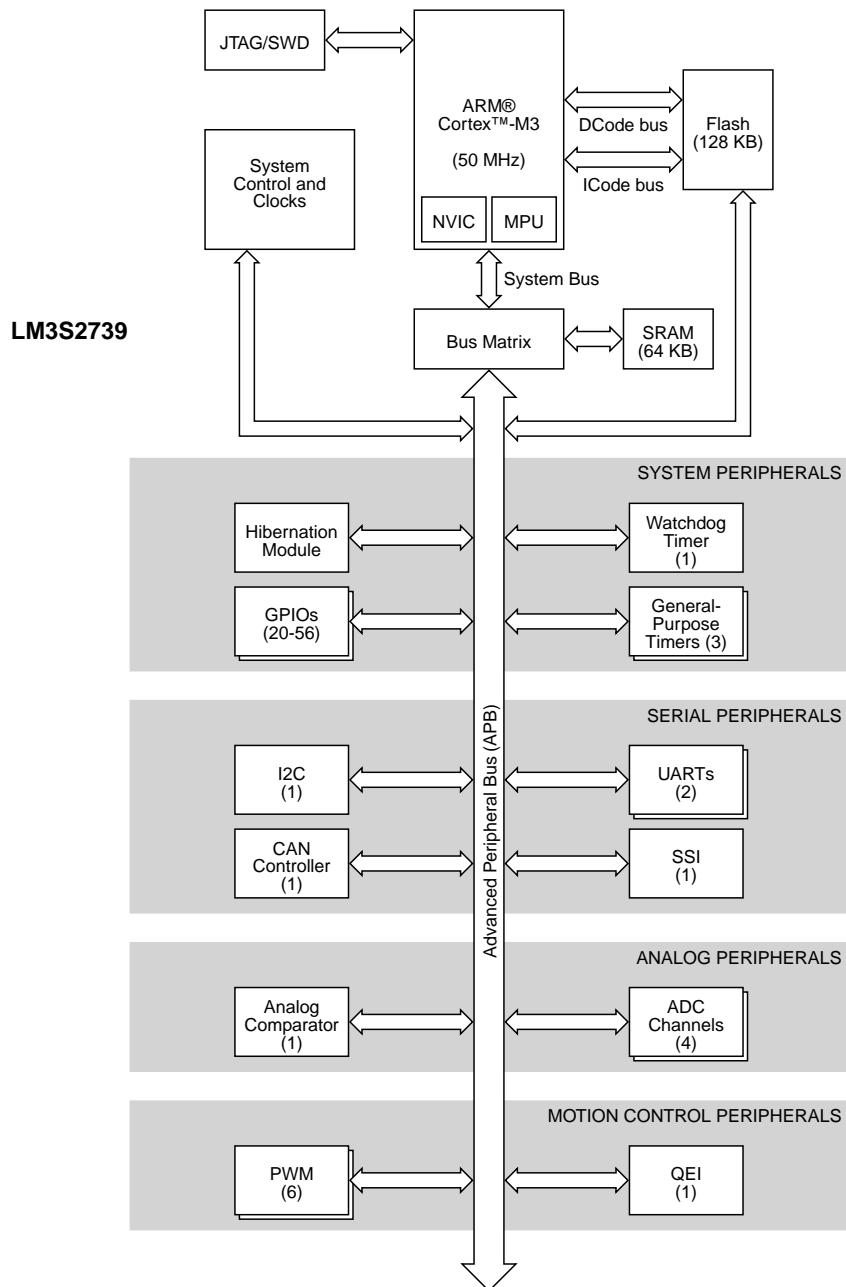 JTAG/SWD
ARM®
Cortex™-M3
(50 MHz)
NVIC
MPU
DCode bus
ICode bus
Flash
(128 KB)
System
Control and
Clocks
System Bus
LM3S2739
Bus Matrix
SRAM
(64 KB)
SYSTEM PERIPHERALS
Hibernation
Module
Watchdog
Timer
(1)
GPIOs
(20-56)
General-
Purpose
Timers (3)
Advanced Peripheral Bus (APB)
SERIAL PERIPHERALS
I2C
(1)
UARTs
(2)
CAN
Controller
(1)
SSI
(1)
ANALOG PERIPHERALS
Analog
Comparator
(1)
ADC
Channels
(4)
MOTION CONTROL PERIPHERALS
PWM
(6)
QEI
(1)